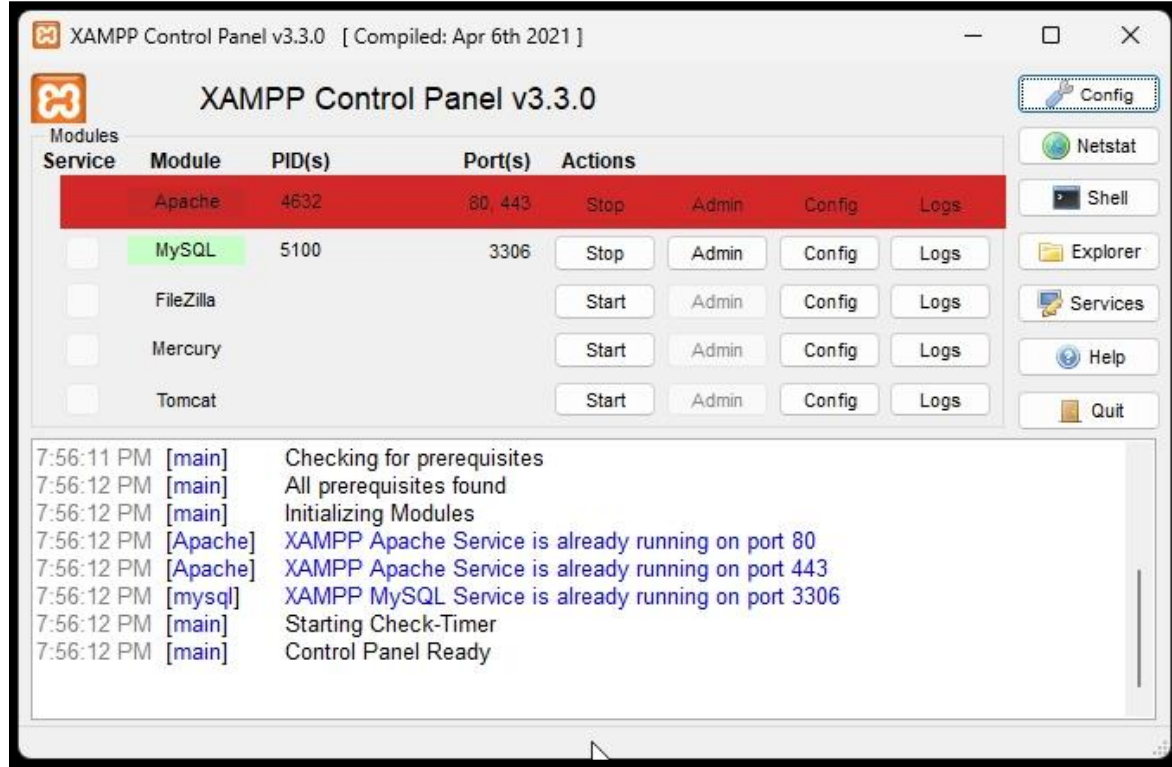 XAMPP Control Panel v3.3.0 [ Compiled: Apr 6th 2021 ]
XAMPP Control Panel v3.3.0
Config
Modules
Service Module PID(s) Port(s) Actions
Netstat
Apache 4632 80, 443 Stop Admin Config Logs
Shell
MySQL 5100 3306 Stop Admin Config Logs
Explorer
FileZilla Start Admin Config Logs
Services
Mercury Start Admin Config Logs
Help
Tomcat Start Admin Config Logs
Quit
7:56:11 PM [main] Checking for prerequisites
7:56:12 PM [main] All prerequisites found
7:56:12 PM [main] Initializing Modules
7:56:12 PM [Apache] XAMPP Apache Service is already running on port 80
7:56:12 PM [Apache] XAMPP Apache Service is already running on port 443
7:56:12 PM [mysql] XAMPP MySQL Service is already running on port 3306
7:56:12 PM [main] Starting Check-Timer
7:56:12 PM [main] Control Panel Ready